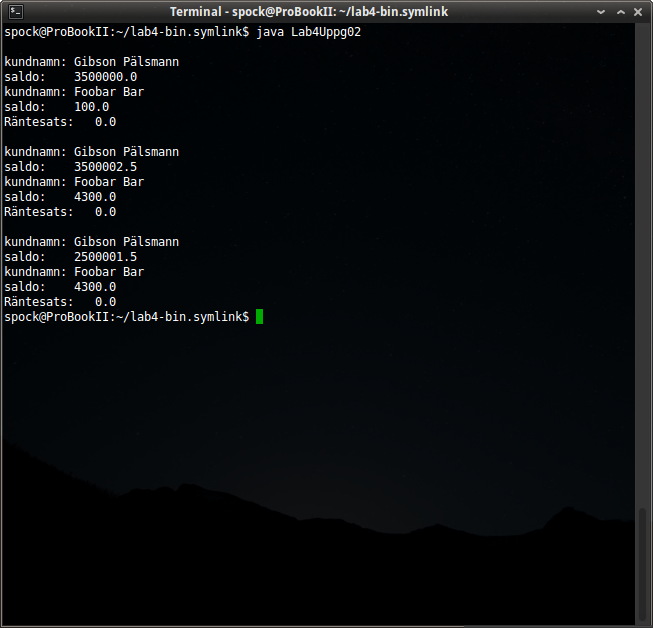 Terminal - spock@ProBookII: ~/lab4-bin.symlink
spock@ProBookII:~/lab4-bin.symlink$ java Lab4Uppg02
kundnamn: Gibson Pälsmann
saldo:    3500000.0
kundnamn: Foobar Bar
saldo:    100.0
Räntesats:   0.0
kundnamn: Gibson Pälsmann
saldo:    3500002.5
kundnamn: Foobar Bar
saldo:    4300.0
Räntesats:   0.0
kundnamn: Gibson Pälsmann
saldo:    2500001.5
kundnamn: Foobar Bar
saldo:    4300.0
Räntesats:   0.0
spock@ProBookII:~/lab4-bin.symlink$